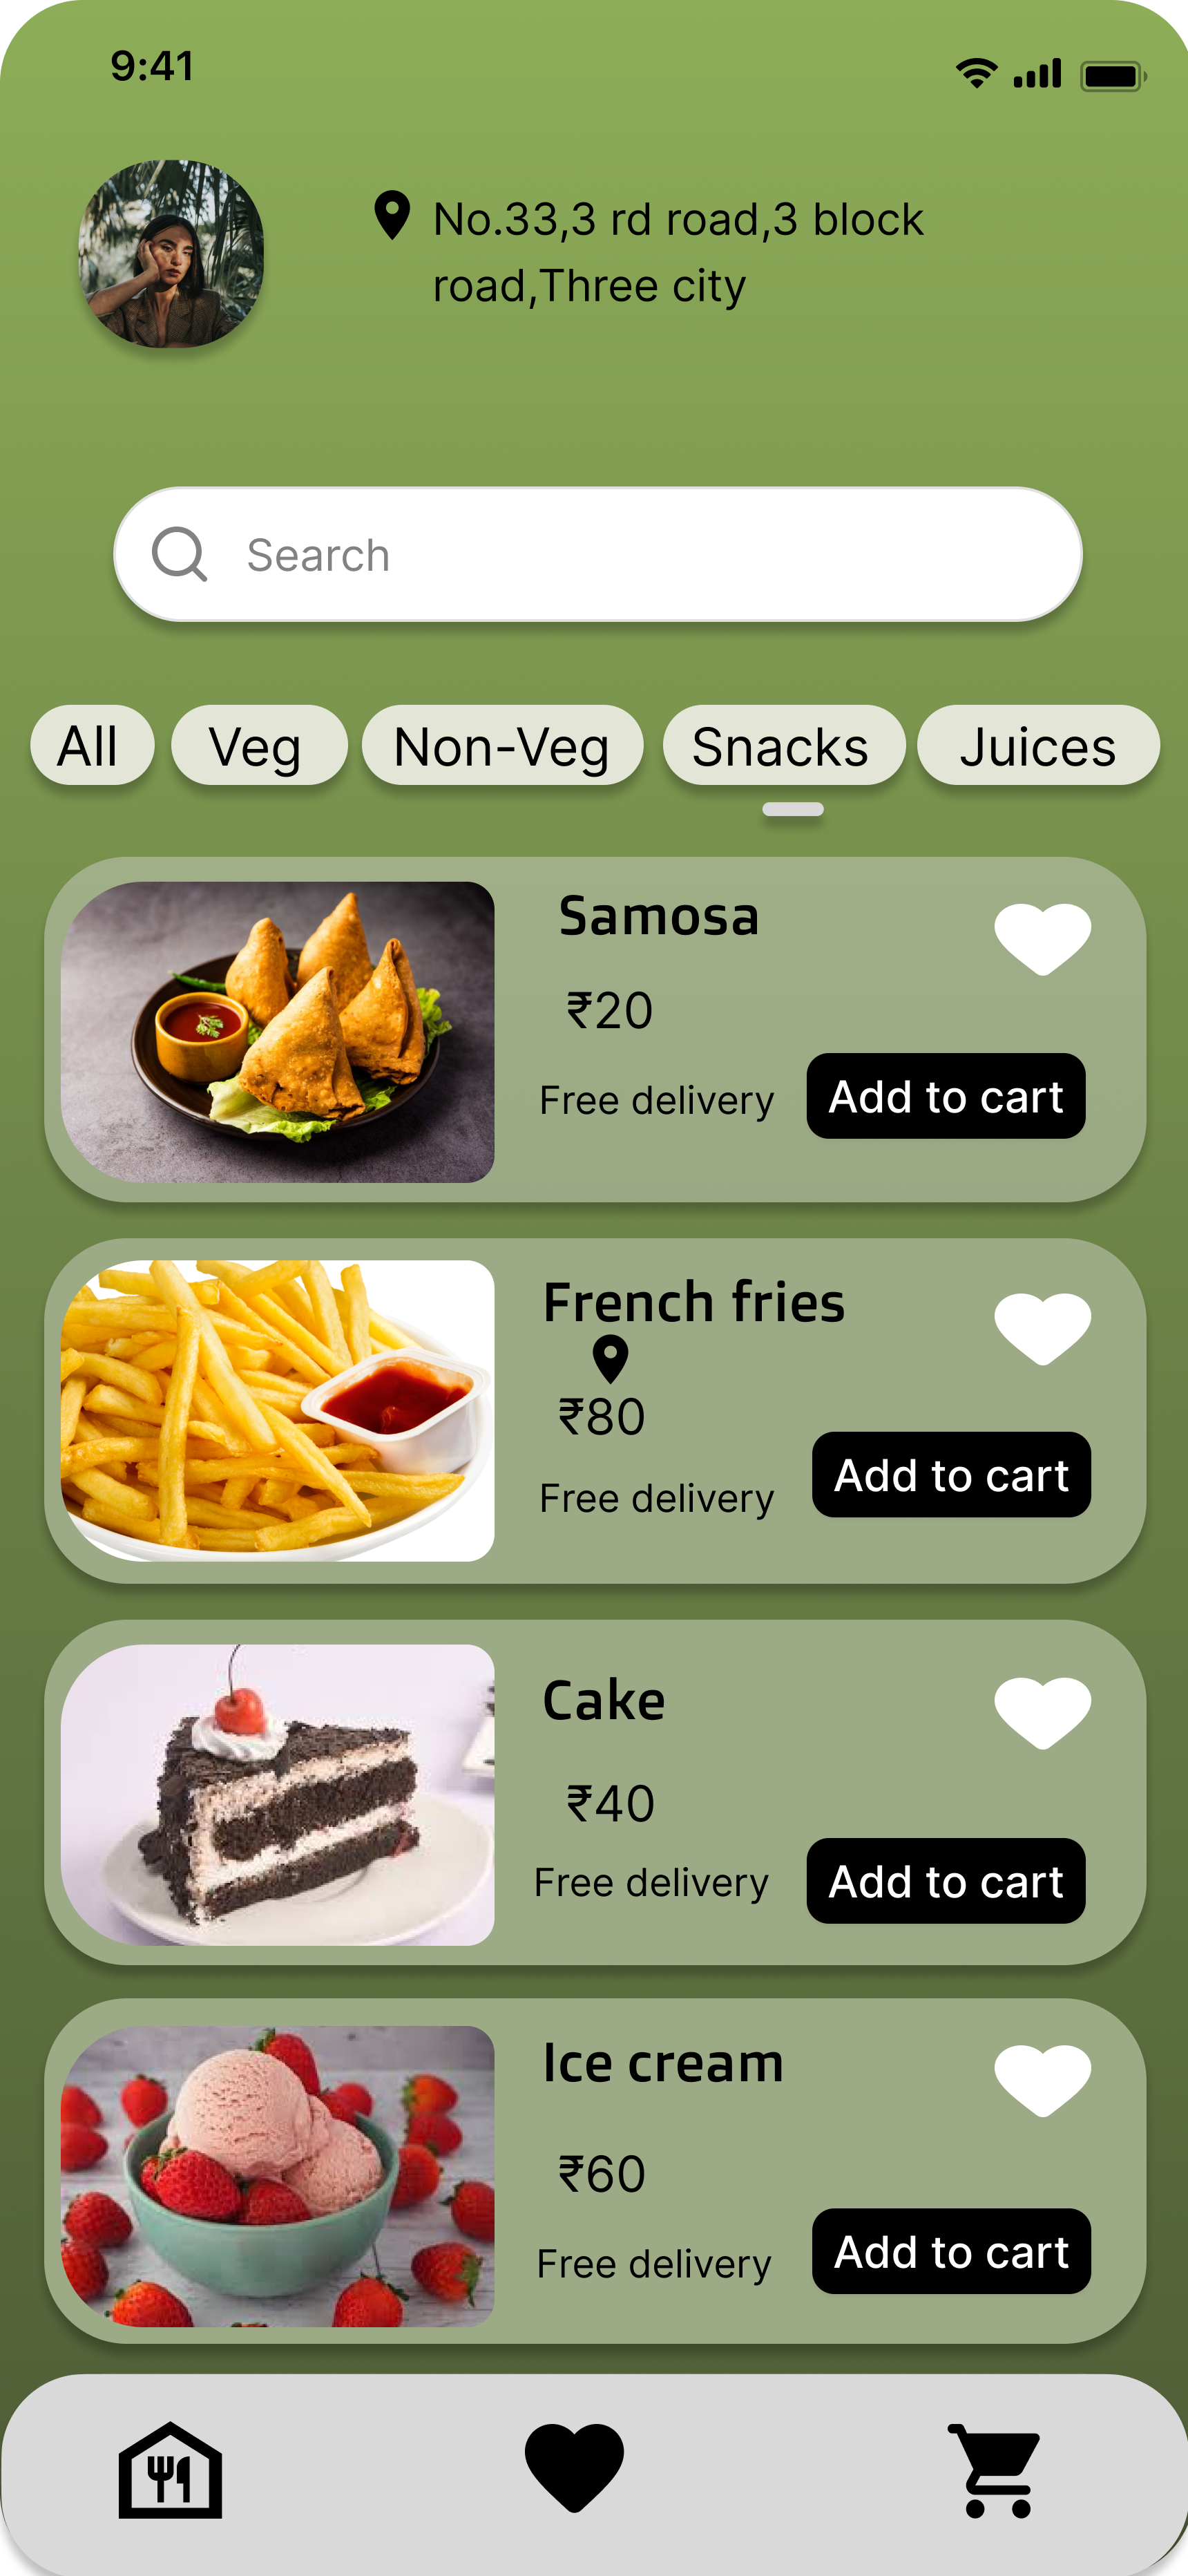 9:41
No.33,3 rd road,3 block
road,Three city
Search
All Veg Non-Veg Snacks Juices
Samosa
₹20
Free delivery Add to cart
French fries
₹80
Free delivery Add to cart
Cake
₹40
Free delivery Add to cart
Ice cream
₹60
Free delivery Add to cart